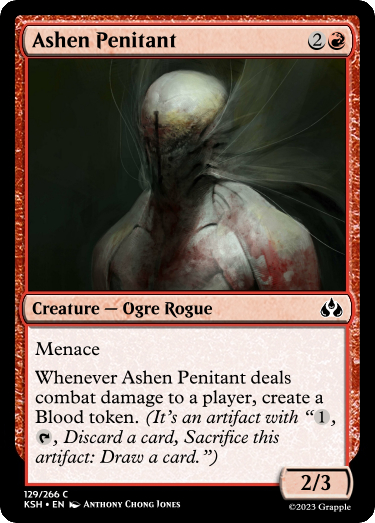 Ashen Penitant 2
Creature — Ogre Rogue
Menace
Whenever Ashen Penitant deals
combat damage to a player, create a
Blood token. (It's an artifact with “1,
, Discard a card, Sacrifice this
artifact: Draw a card.”)
2/3
129/266 C
KSH • EN Anthony Chong Jones
©2023 Grapple